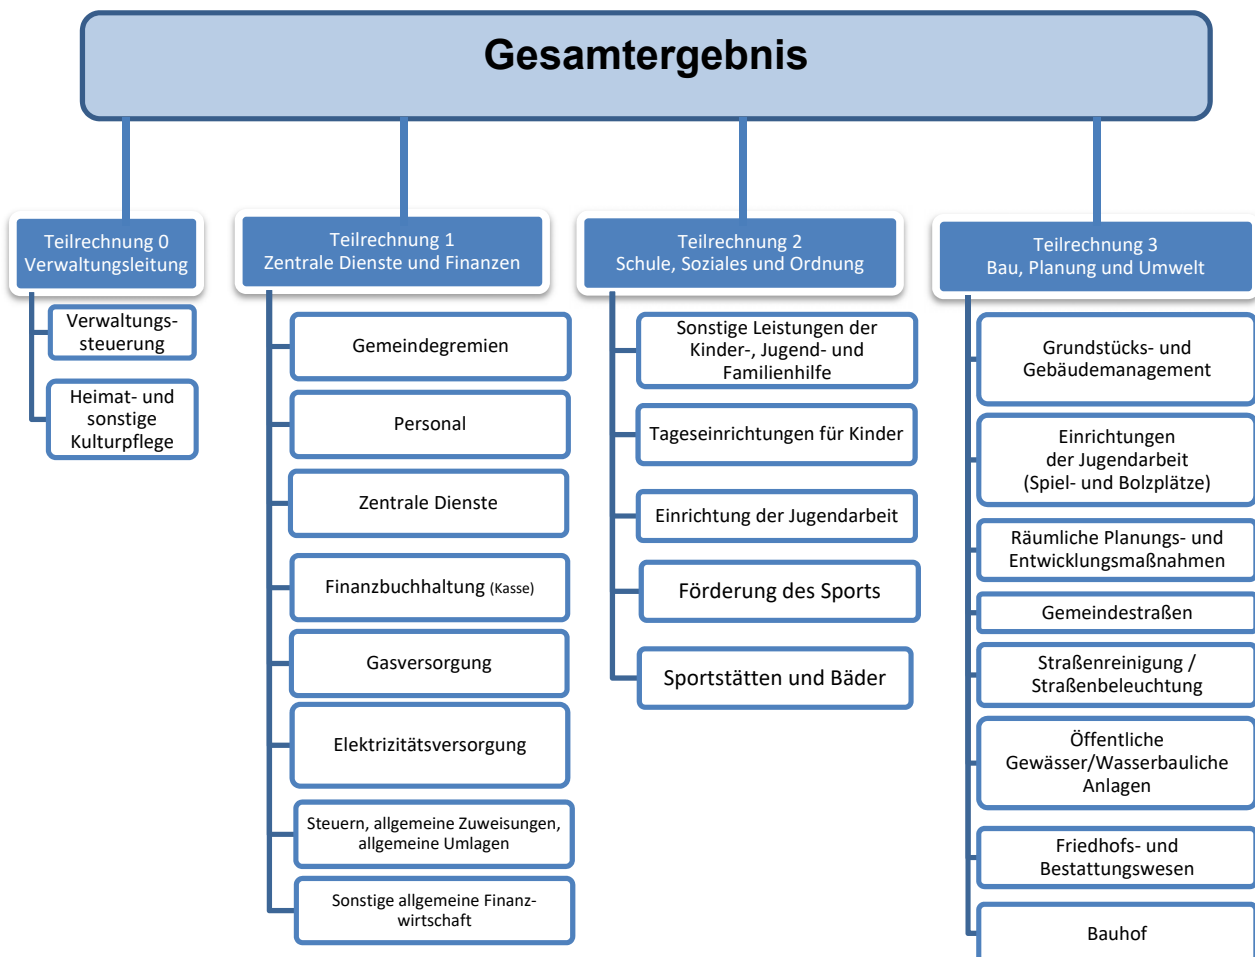 Gesamtergebnis
Teilrechnung 0
Verwaltungsleitung
Verwaltungs-
steuerung
Heimat- und
sonstige
Kulturpflege
Teilrechnung 1
Zentrale Dienste und Finanzen
Gemeindegremien
Personal
Zentrale Dienste
Finanzbuchhaltung (Kasse)
Gasversorgung
Elektrizitätsversorgung
Steuern, allgemeine Zuweisungen,
allgemeine Umlagen
Sonstige allgemeine Finanz-
wirtschaft
Teilrechnung 2
Schule, Soziales und Ordnung
Sonstige Leistungen der
Kinder-, Jugend- und
Familienhilfe
Tageseinrichtungen für Kinder
Einrichtung der Jugendarbeit
Förderung des Sports
Sportstätten und Bäder
Teilrechnung 3
Bau, Planung und Umwelt
Grundstücks- und
Gebäudemanagement
Einrichtungen
der Jugendarbeit
(Spiel- und Bolzplätze)
Räumliche Planungs- und
Entwicklungsmaßnahmen
Gemeindestraßen
Straßenreinigung /
Straßenbeleuchtung
Öffentliche
Gewässer/Wasserbauliche
Anlagen
Friedhofs- und
Bestattungswesen
Bauhof